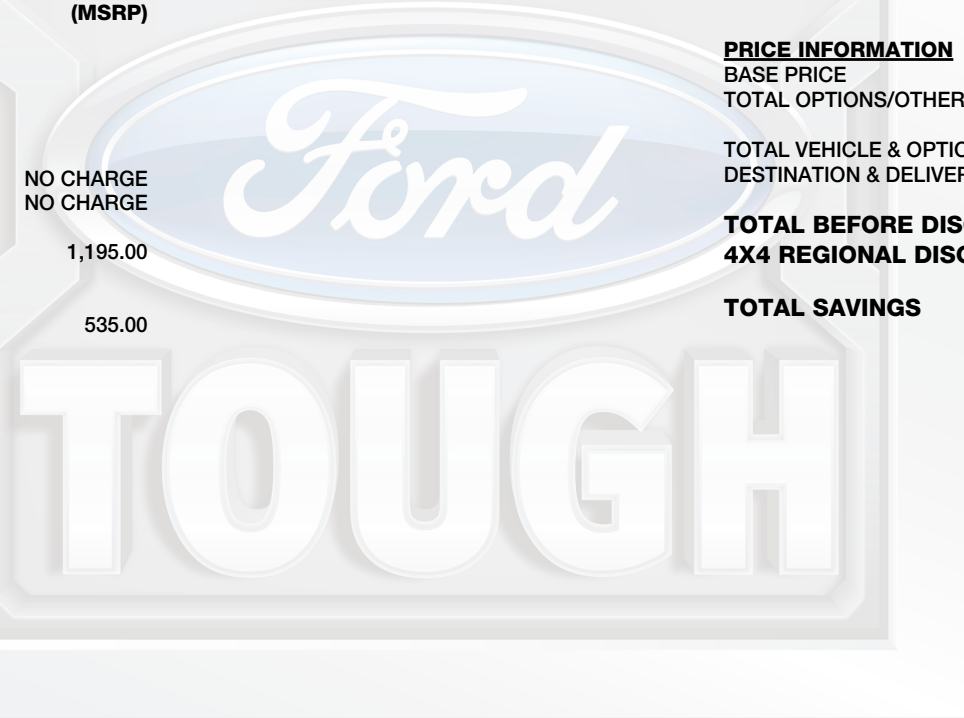 (MSRP)
NO CHARGE
NO CHARGE
1,195.00
535.00
PRICE INFORMATION
BASE PRICE
TOTAL OPTIONS/OTHER
TOTAL VEHICLE & OPTIO
DESTINATION & DELIVER
TOTAL BEFORE DISC
4X4 REGIONAL DISC
TOTAL SAVINGS
Ford
TOUGH